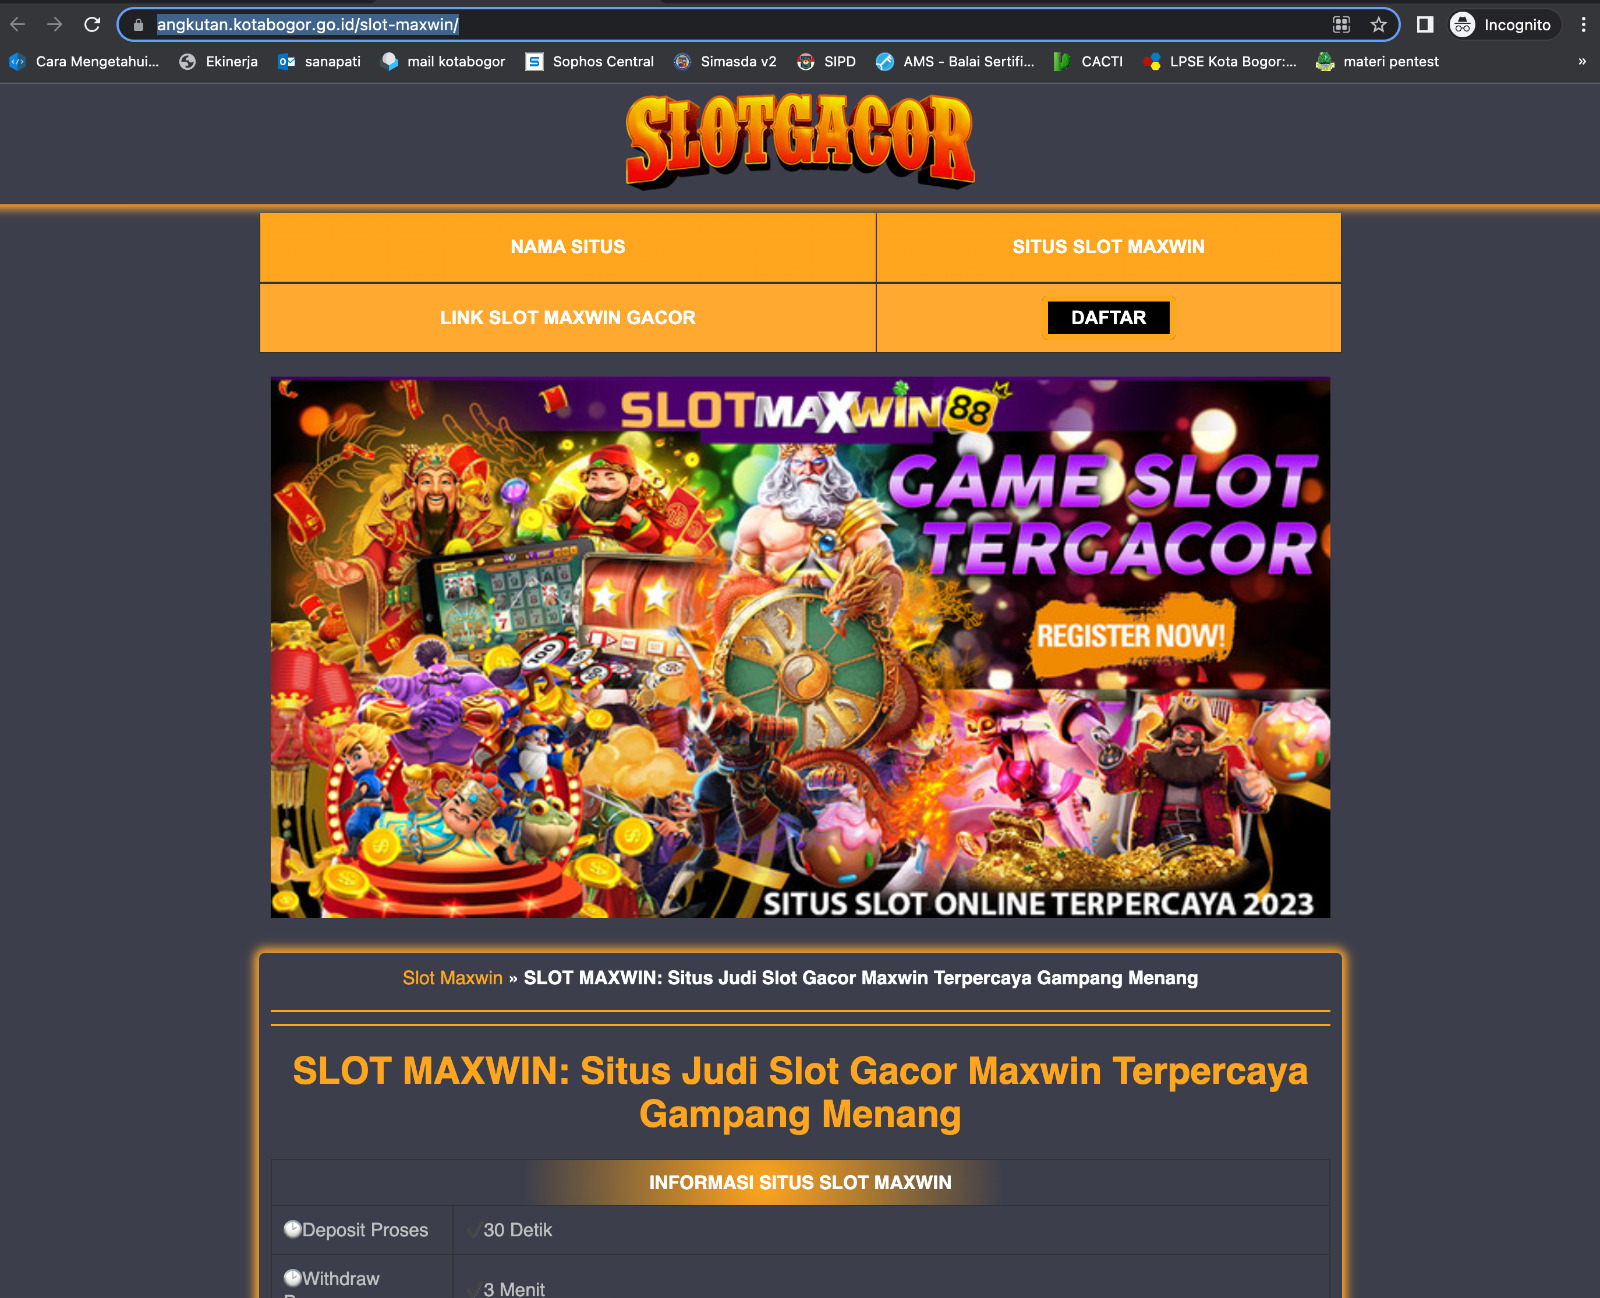 angkutan.kotabogor.go.id/slot-maxwin/
Incognito
Cara Mengetahui...
Ekinerja
sanapati
mail kotabogor
Sophos Central
Simasda v2
SIPD
AMS - Balai Sertifi...
CACTI
LPSE Kota Bogor:...
materi pentest
»
SLOTGACOR
NAMA SITUS
SITUS SLOT MAXWIN
LINK SLOT MAXWIN GACOR
DAFTAR
SLOTMAXWIN88
GAME SLOT
TERGACOR
REGISTER NOW!
100
SITUS SLOT ONLINE TERPERCAYA 2023
Slot Maxwin » SLOT MAXWIN: Situs Judi Slot Gacor Maxwin Terpercaya Gampang Menang
SLOT MAXWIN: Situs Judi Slot Gacor Maxwin Terpercaya
Gampang Menang
INFORMASI SITUS SLOT MAXWIN
🕒Deposit Proses
✔30 Detik
🕒Withdraw
✔3 Menit